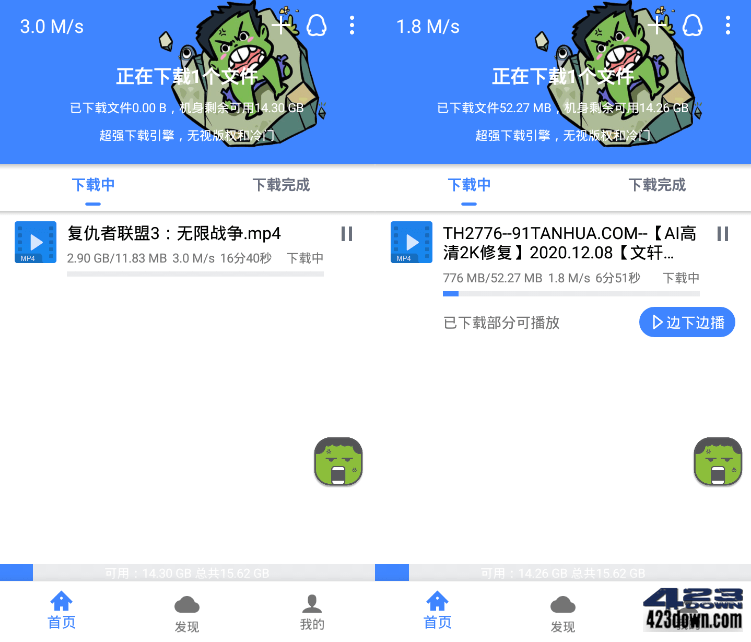 3.0 M/s
正在下载1个文件
已下载文件0.00 B，机身剩余可用14.30 GB
超强下载引擎，无视版权和冷门
下载中
下载完成
MP4
复仇者联盟3：无限战争.mp4
2.90 GB/11.83 MB 3.0 M/s 16分40秒 下载中
可用：14.30 GB 总共15.62 GB
首页
发现
我的
1.8 M/s
正在下载1个文件
已下载文件52.27 MB，机身剩余可用14.26 GB
超强下载引擎，无视版权和冷门
下载中
下载完成
MP4
TH2776--91TANHUA.COM--【AI高
清2K修复】2020.12.08【文轩...
776 MB/52.27 MB 1.8 M/s 6分51秒 下载中
已下载部分可播放
边下边播
可用：14.26 GB 总共15.62 GB
首页
发现
423
DOWN
423down.com